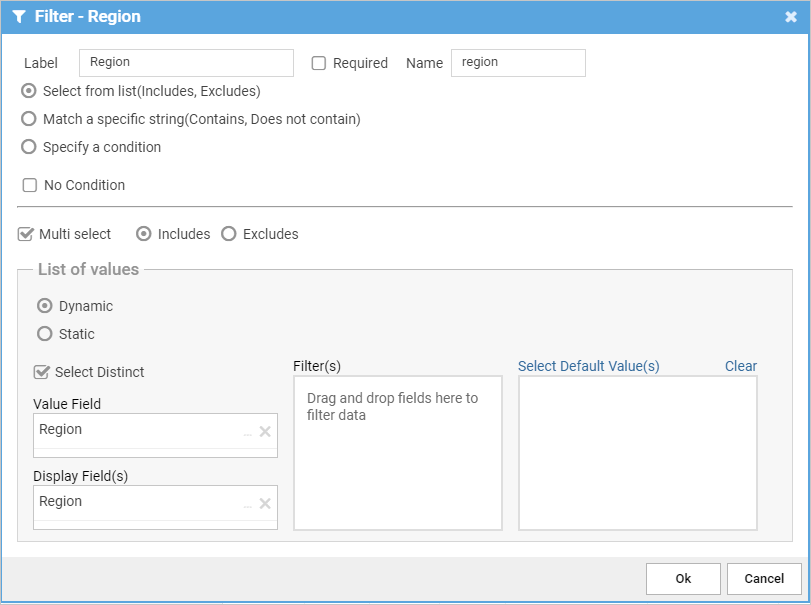 Filter - Region
Label Region Required Name region
Select from list(Includes, Excludes)
Match a specific string(Contains, Does not contain)
Specify a condition
No Condition
Multi select Includes Excludes
List of values
Dynamic
Static
Select Distinct
Value Field
Region
Display Field(s)
Region
Filter(s)
Drag and drop fields here to
filter data
Select Default Value(s) Clear
Ok Cancel